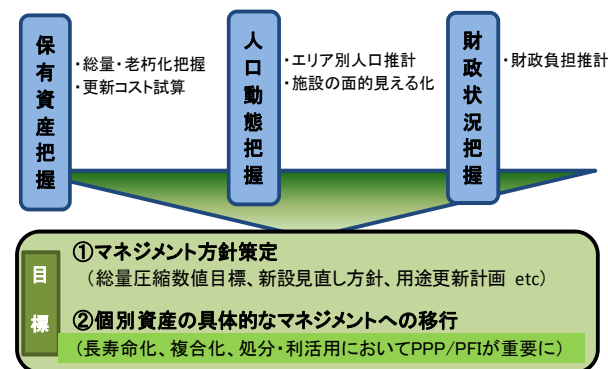 保有資産把握
・総量・老朽化把握
・更新コスト試算
人口動態把握
・エリア別人口推計
・施設の面的見える化
財政状況把握
・財政負担推計
目標
①マネジメント方針策定
（総量圧縮数値目標、新設見直し方針、用途更新計画 etc）
②個別資産の具体的なマネジメントへの移行
（長寿命化、複合化、処分・利活用においてPPP/PFIが重要に）